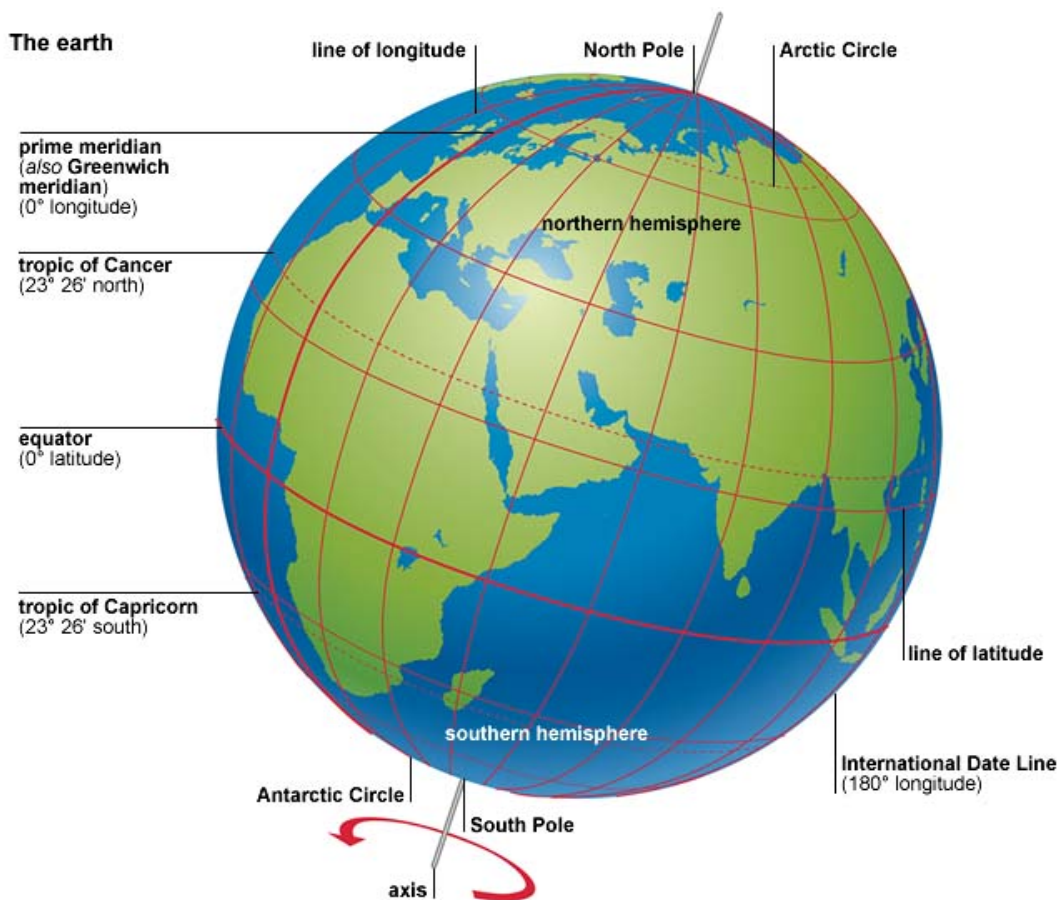 The earth
line of longitude
North Pole
Arctic Circle
prime meridian
(also Greenwich
meridian)
(0° longitude)
northern hemisphere
tropic of Cancer
(23° 26' north)
equator
(0° latitude)
tropic of Capricorn
(23° 26' south)
line of latitude
southern hemisphere
International Date Line
(180° longitude)
Antarctic Circle
South Pole
axis